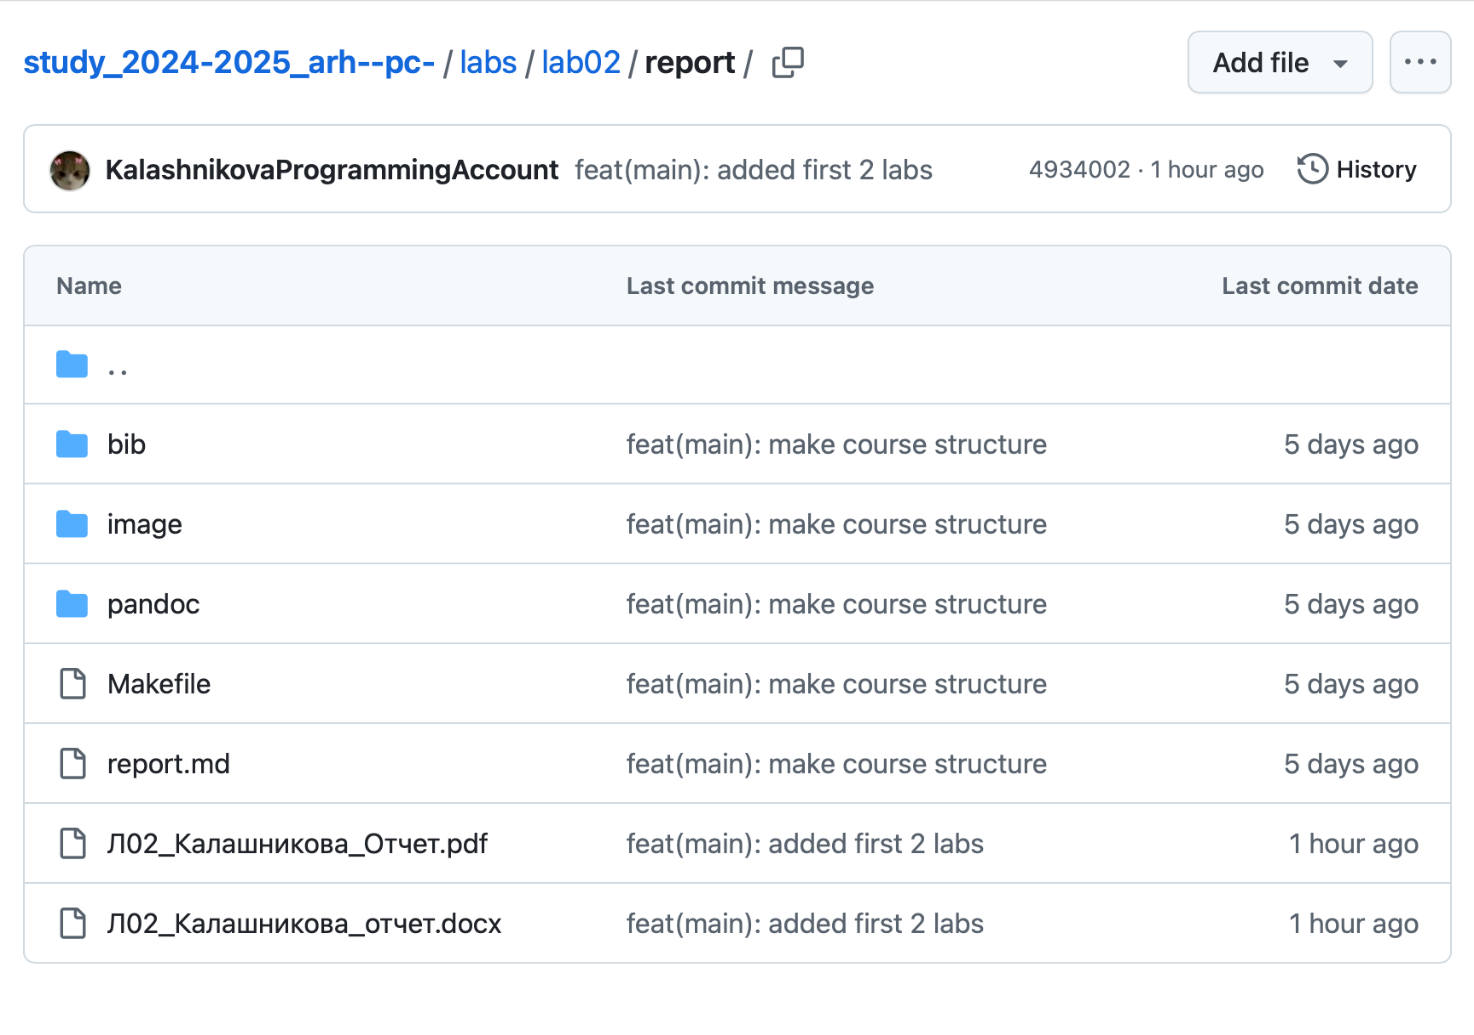 study_2024-2025_arh--pc- / labs / lab02 / report / Add file ...
KalashnikovaProgrammingAccount feat(main): added first 2 labs 4934002 · 1 hour ago History
Name Last commit message Last commit date
..
bib feat(main): make course structure 5 days ago
image feat(main): make course structure 5 days ago
pandoc feat(main): make course structure 5 days ago
Makefile feat(main): make course structure 5 days ago
report.md feat(main): make course structure 5 days ago
Л02_Калашникова_Отчет.pdf feat(main): added first 2 labs 1 hour ago
Л02_Калашникова_отчет.docx feat(main): added first 2 labs 1 hour ago